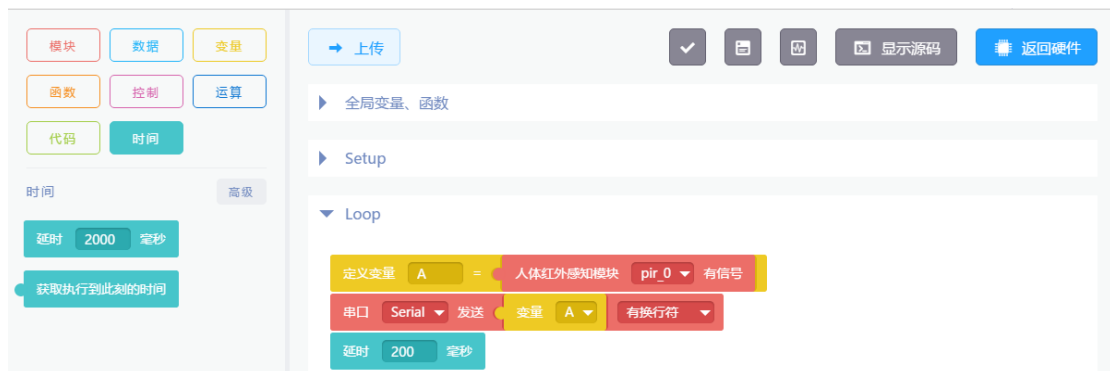 模块 数据 变量
函数 控制 运算
代码 时间
时间 高级
延时 2000 毫秒
获取执行到此刻的时间
上传 显示源码 返回硬件
全局变量、函数
Setup
Loop
定义变量 A = 人体红外感知模块 pir_0 有信号
串口 Serial 发送 变量 A 有换行符
延时 200 毫秒